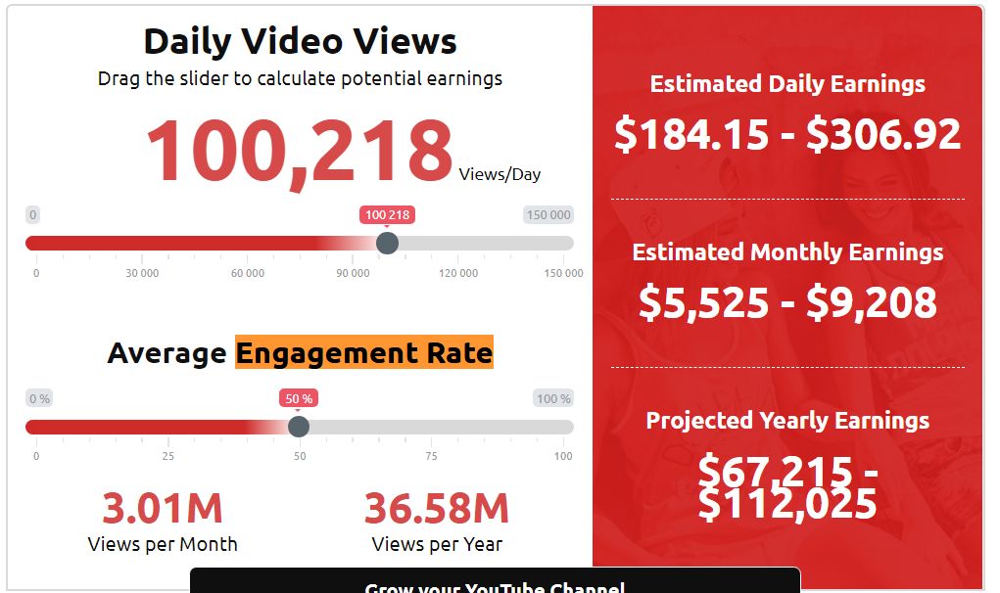 Daily Video Views
Drag the slider to calculate potential earnings
100,218 Views/Day
0 100 218 150 000
0 30 000 60 000 90 000 120 000 150 000
Average Engagement Rate
0 % 50 % 100 %
0 25 50 75 100
3.01M 36.58M
Views per Month Views per Year
Estimated Daily Earnings
$184.15 - $306.92
Estimated Monthly Earnings
$5,525 - $9,208
Projected Yearly Earnings
$67,215 -
$112,025
Grow your YouTube Channel